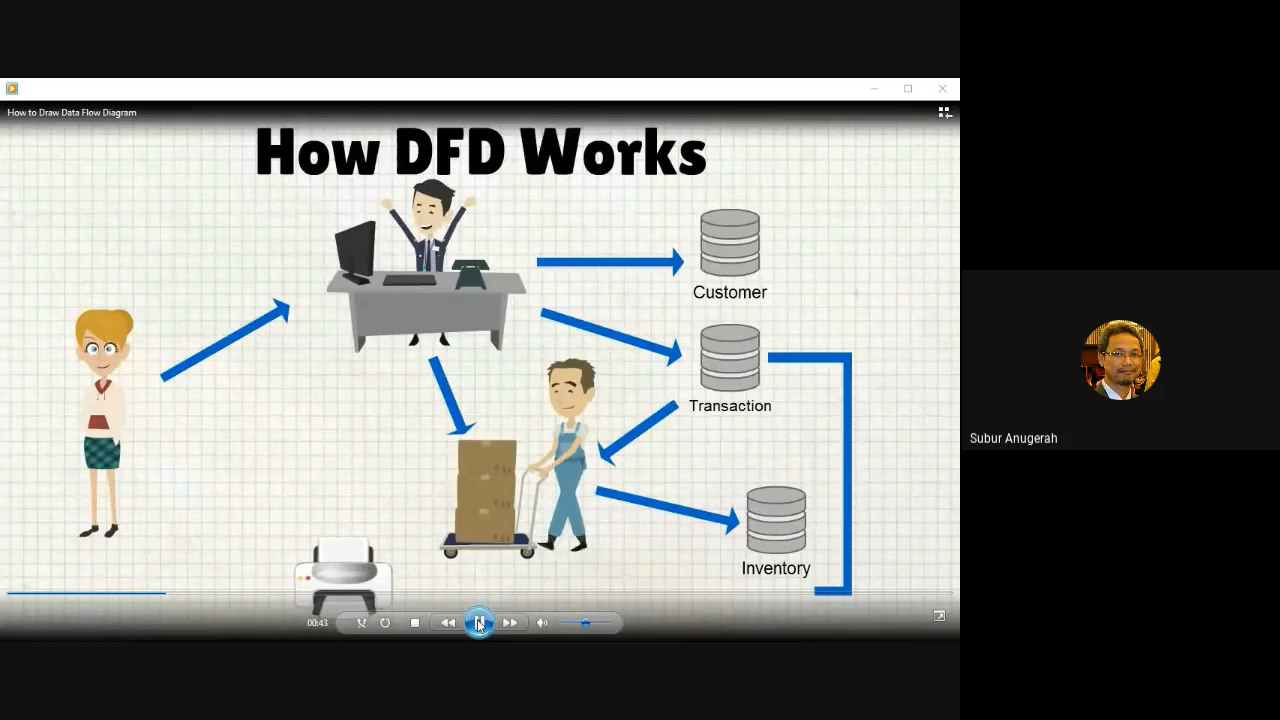 How to Draw Data Flow Diagram
How DFD Works
Customer
Transaction
Subur Anugerah
Inventory
00:43